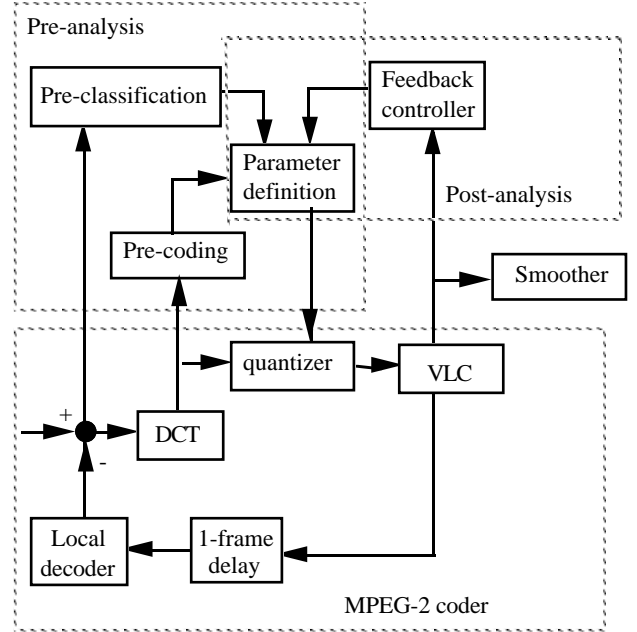 Pre-analysis
Pre-classification
Feedback
controller
Parameter
definition
Post-analysis
Pre-coding
Smoother
quantizer
VLC
+
DCT
-
Local
decoder
1-frame
delay
MPEG-2 coder